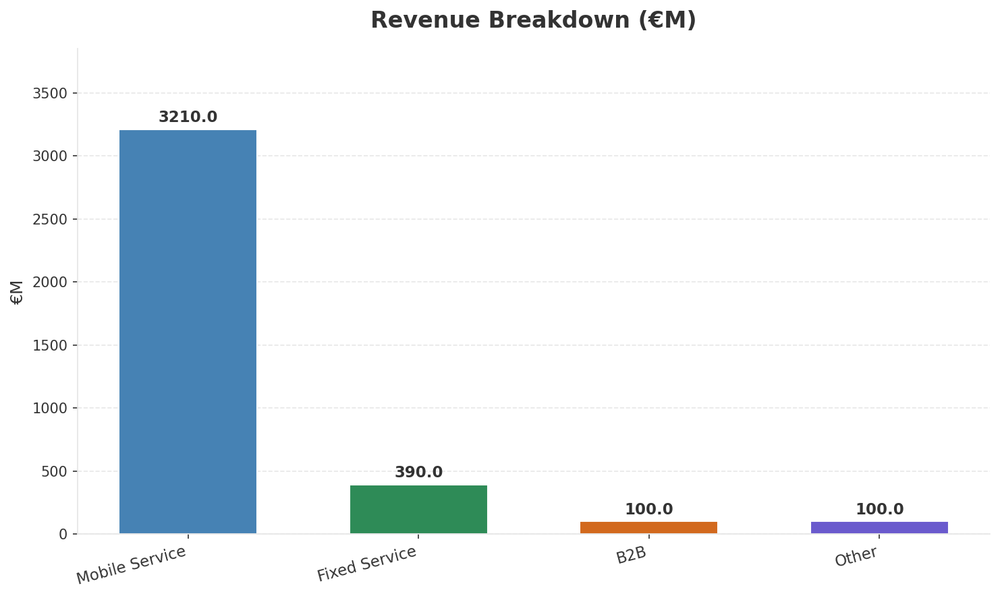 Revenue Breakdown (€M)
€M
3500
3000
2500
2000
1500
1000
500
0
3210.0
390.0
100.0
100.0
Mobile Service
Fixed Service
B2B
Other